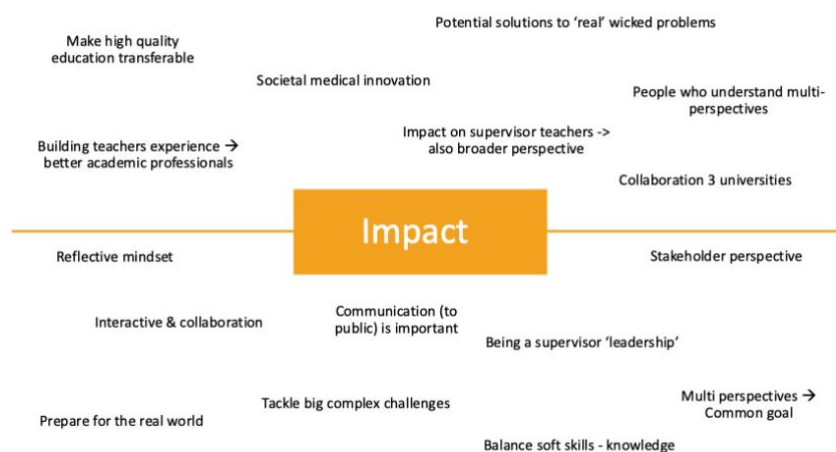 Potential solutions to ‘real’ wicked problems
Make high quality
education transferable
Societal medical innovation
People who understand multi-
perspectives
Building teachers experience →
better academic professionals
Impact on supervisor teachers ->
also broader perspective
Collaboration 3 universities
Impact
Reflective mindset
Stakeholder perspective
Interactive & collaboration
Communication (to
public) is important
Being a supervisor ‘leadership’
Prepare for the real world
Tackle big complex challenges
Multi perspectives →
Common goal
Balance soft skills - knowledge